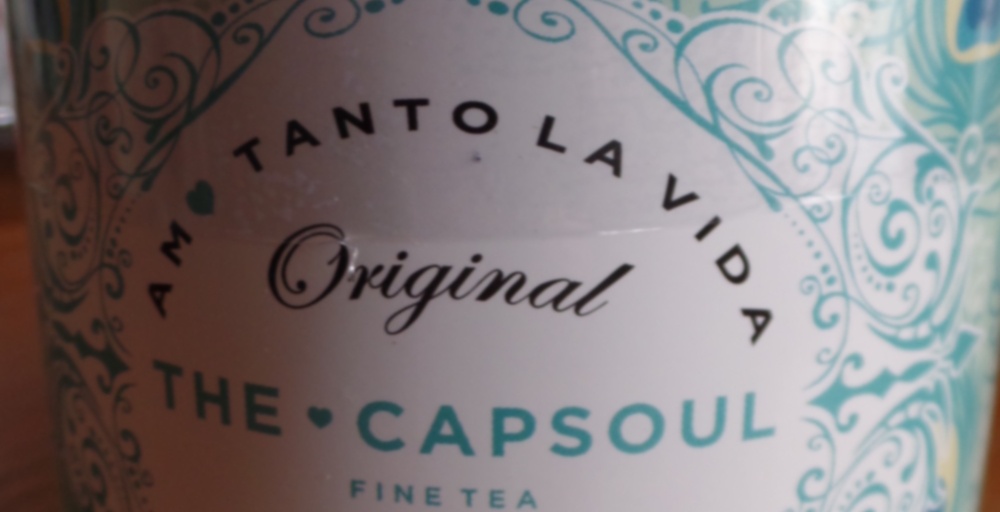 AM♥ TANTO LA VIDA
Original
THE ♥ CAPSOUL
FINE TEA